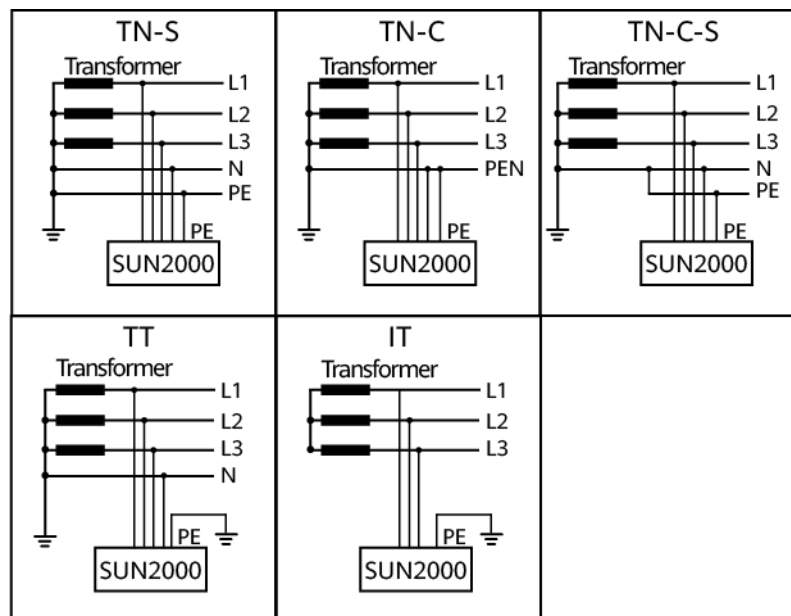 TN-S
Transformer
L1
L2
L3
N
PE
PE
SUN2000
TN-C
Transformer
L1
L2
L3
PEN
PE
SUN2000
TN-C-S
Transformer
L1
L2
L3
N
PE
PE
SUN2000
TT
Transformer
L1
L2
L3
N
PE
SUN2000
IT
Transformer
L1
L2
L3
PE
SUN2000